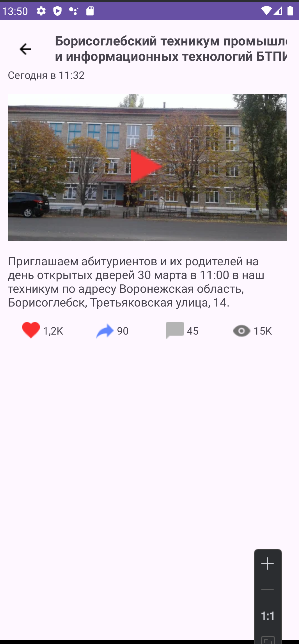 13:50
Борисоглебский техникум
и информационных технологий
Сегодня в 11:32
Приглашаем абитуриентов и их родителей на
день открытых дверей 30 марта в 11:00 в наш
техникум по адресу Воронежская область,
Борисоглебск, Третьяковская улица, 14.
1,2K 90 45 15K
1:1